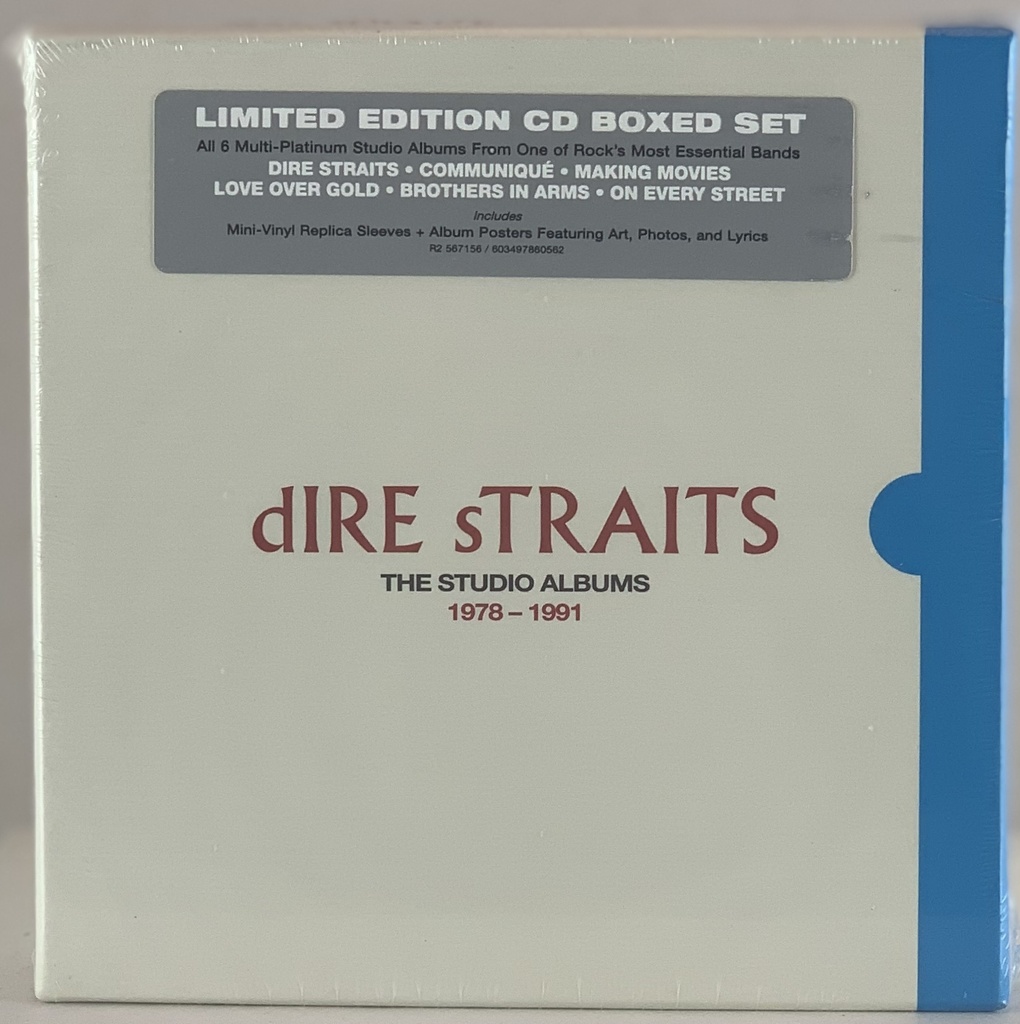 LIMITED EDITION CD BOXED SET
All 6 Multi-Platinum Studio Albums From One of Rock's Most Essential Bands
DIRE STRAITS • COMMUNIQUÉ • MAKING MOVIES
LOVE OVER GOLD • BROTHERS IN ARMS • ON EVERY STREET
Includes
Mini-Vinyl Replica Sleeves + Album Posters Featuring Art, Photos, and Lyrics
R2 567156 / 603497860562
dIRE sTRAITS
THE STUDIO ALBUMS
1978 – 1991